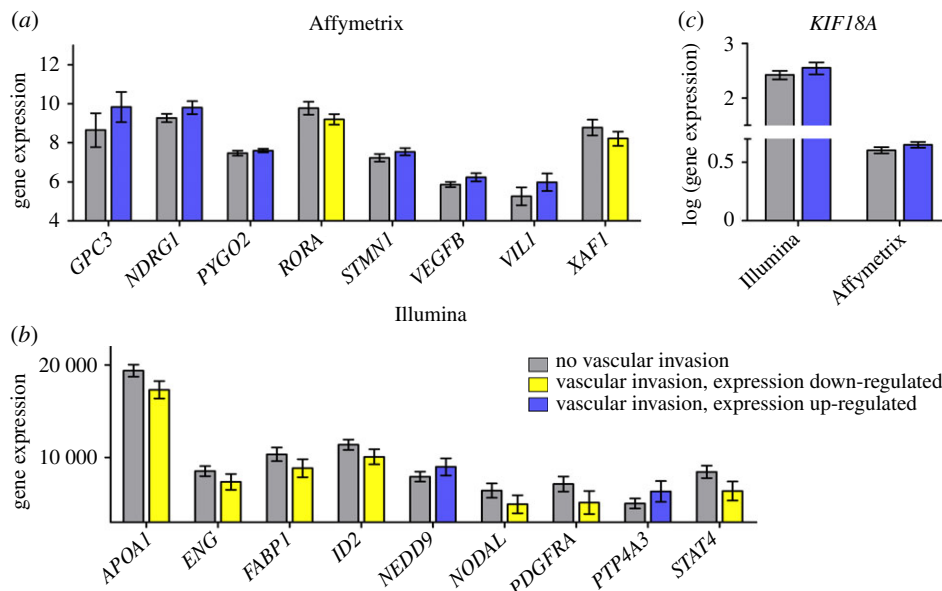 (a) Affymetrix
gene expression
12
10
8
6
4
GPC3 NDRG1 PYGO2 RORA STMN1 VEGFB VIL1 XAF1
(c) KIF18A
log (gene expression)
3
2
0.5
0
Illumina Affymetrix
(b) Illumina
gene expression
20 000
10 000
no vascular invasion
vascular invasion, expression down-regulated
vascular invasion, expression up-regulated
APOA1 ENG FABP1 ID2 NEDD9 NODAL PDGFRA PTP4A3 STAT4